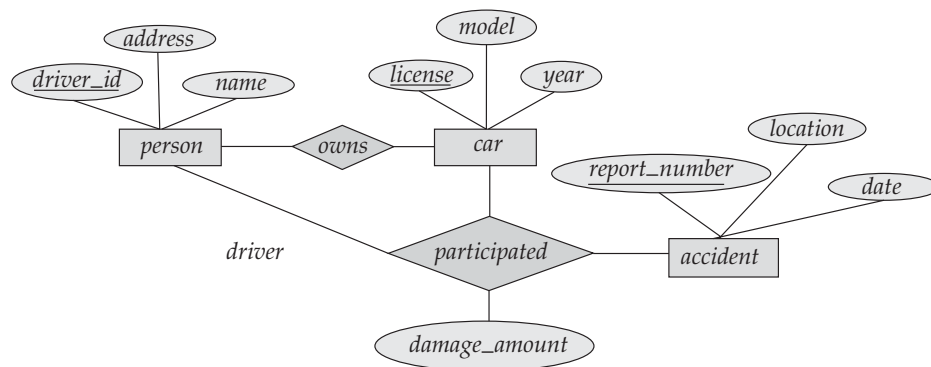 model
address
driver_id
name
license
year
location
person
owns
car
report_number
date
driver
participated
accident
damage_amount